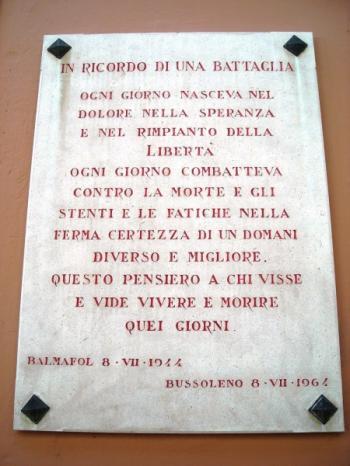 IN RICORDO DI UNA BATTAGLIA
OGNI GIORNO NASCEVA NEL
DOLORE NELLA SPERANZA
E NEL RIMPIANTO DELLA
LIBERTA'
OGNI GIORNO COMBATTEVA
CONTRO LA MORTE E GLI
STENTI E LE FATICHE NELLA
FERMA CERTEZZA DI UN DOMANI
DIVERSO E MIGLIORE.
QUESTO PENSIERO A CHI VISSE
E VIDE VIVERE E MORIRE
QUEI GIORNI.
BALMAFOL 8·VII·1944
BUSSOLENO 8·VII·1964